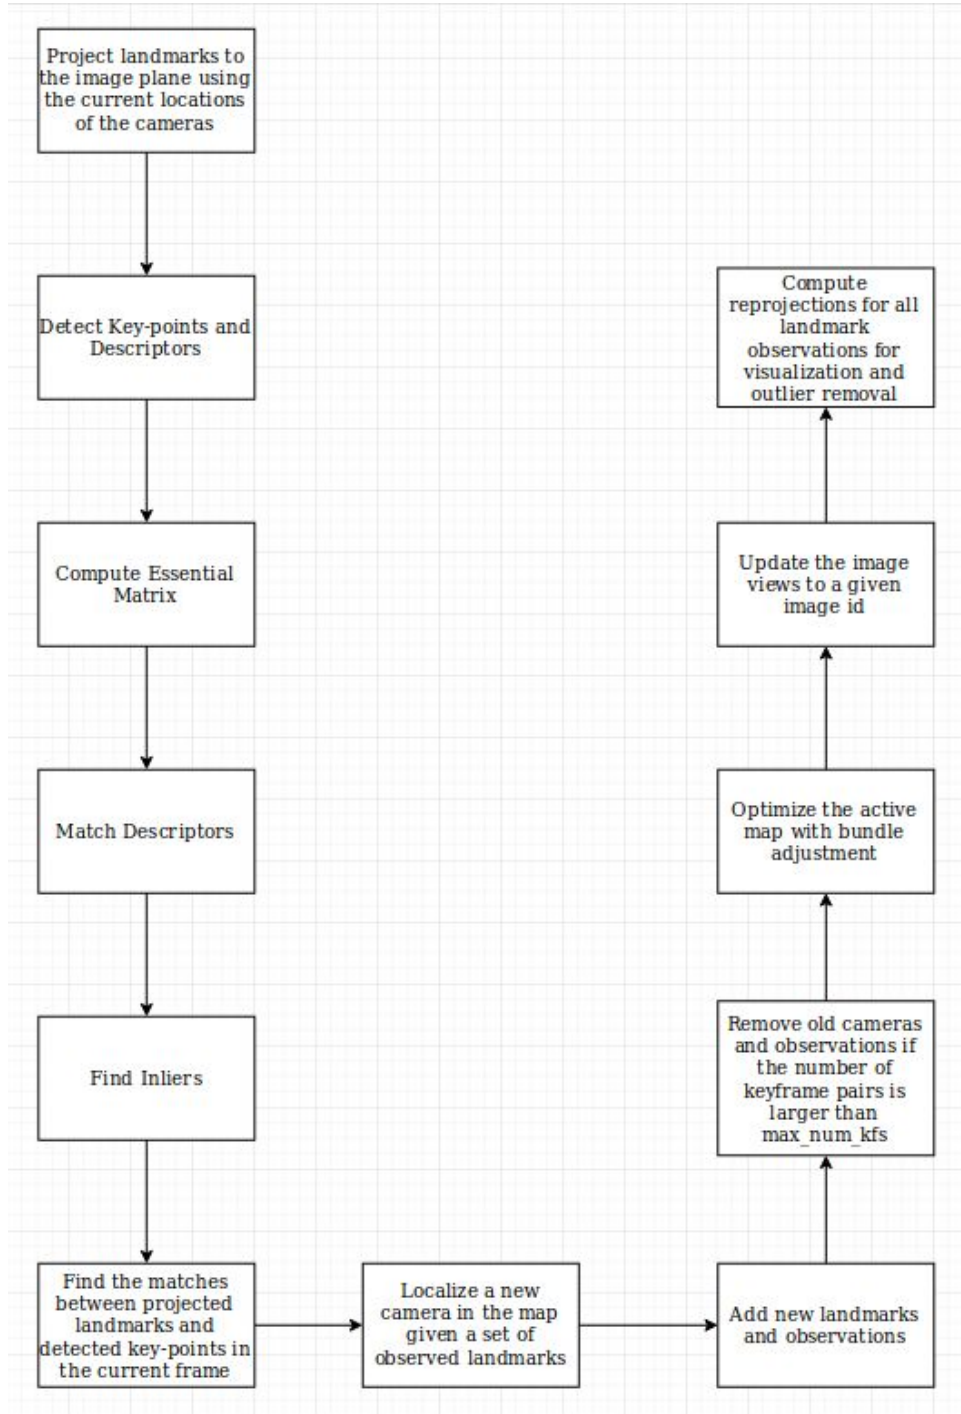 Project landmarks to
the image plane using
the current locations
of the cameras
Detect Key-points and
Descriptors
Compute Essential
Matrix
Match Descriptors
Find Inliers
Find the matches
between projected
landmarks and
detected key-points in
the current frame
Localize a new
camera in the map
given a set of
observed landmarks
Add new landmarks
and observations
Remove old cameras
and observations if
the number of
keyframe pairs is
larger than
max_num_kfs
Optimize the active
map with bundle
adjustment
Update the image
views to a given
image id
Compute
reprojections for all
landmark
observations for
visualization and
outlier removal